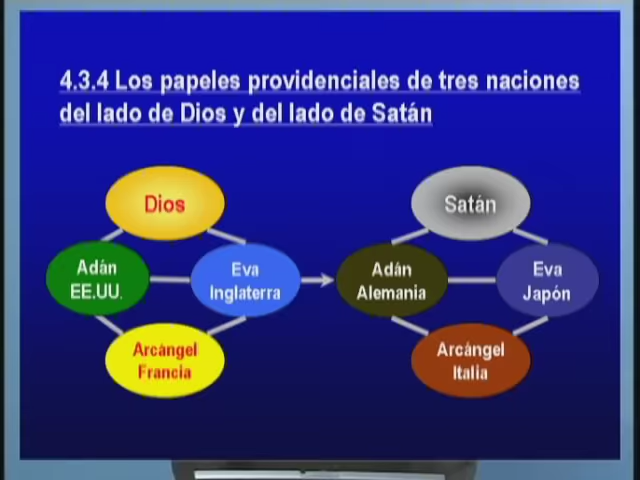 4.3.4 Los papeles providenciales de tres naciones
del lado de Dios y del lado de Satán
Dios
Adán
EE.UU.
Eva
Inglaterra
Arcángel
Francia
Satán
Adán
Alemania
Eva
Japón
Arcángel
Italia